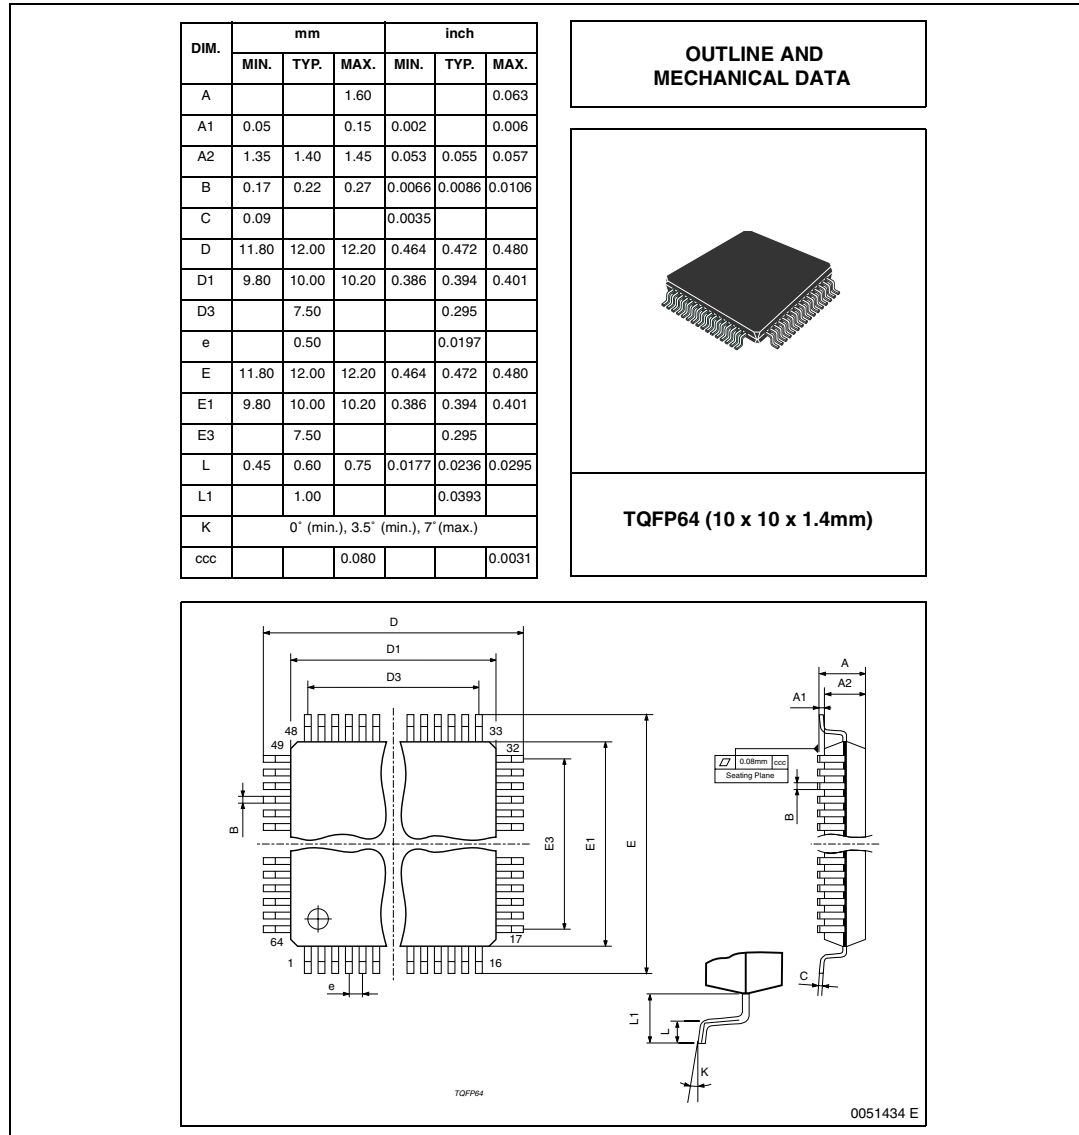 DIM. mm inch
MIN. TYP. MAX. MIN. TYP. MAX.
A 1.60 0.063
A1 0.05 0.15 0.002 0.006
A2 1.35 1.40 1.45 0.053 0.055 0.057
B 0.17 0.22 0.27 0.0066 0.0086 0.0106
C 0.09 0.0035
D 11.80 12.00 12.20 0.464 0.472 0.480
D1 9.80 10.00 10.20 0.386 0.394 0.401
D3 7.50 0.295
e 0.50 0.0197
E 11.80 12.00 12.20 0.464 0.472 0.480
E1 9.80 10.00 10.20 0.386 0.394 0.401
E3 7.50 0.295
L 0.45 0.60 0.75 0.0177 0.0236 0.0295
L1 1.00 0.0393
K 0˚ (min.), 3.5˚ (min.), 7˚(max.)
ccc 0.080 0.0031
OUTLINE AND
MECHANICAL DATA
TQFP64 (10 x 10 x 1.4mm)
D
D1
D3
A
A2
A1
48 33
49 32
0.08mm ccc
Seating Plane
B
B
E3
E1
E
64 17
1 16
e
C
L1
L
K
TQFP64
0051434 E